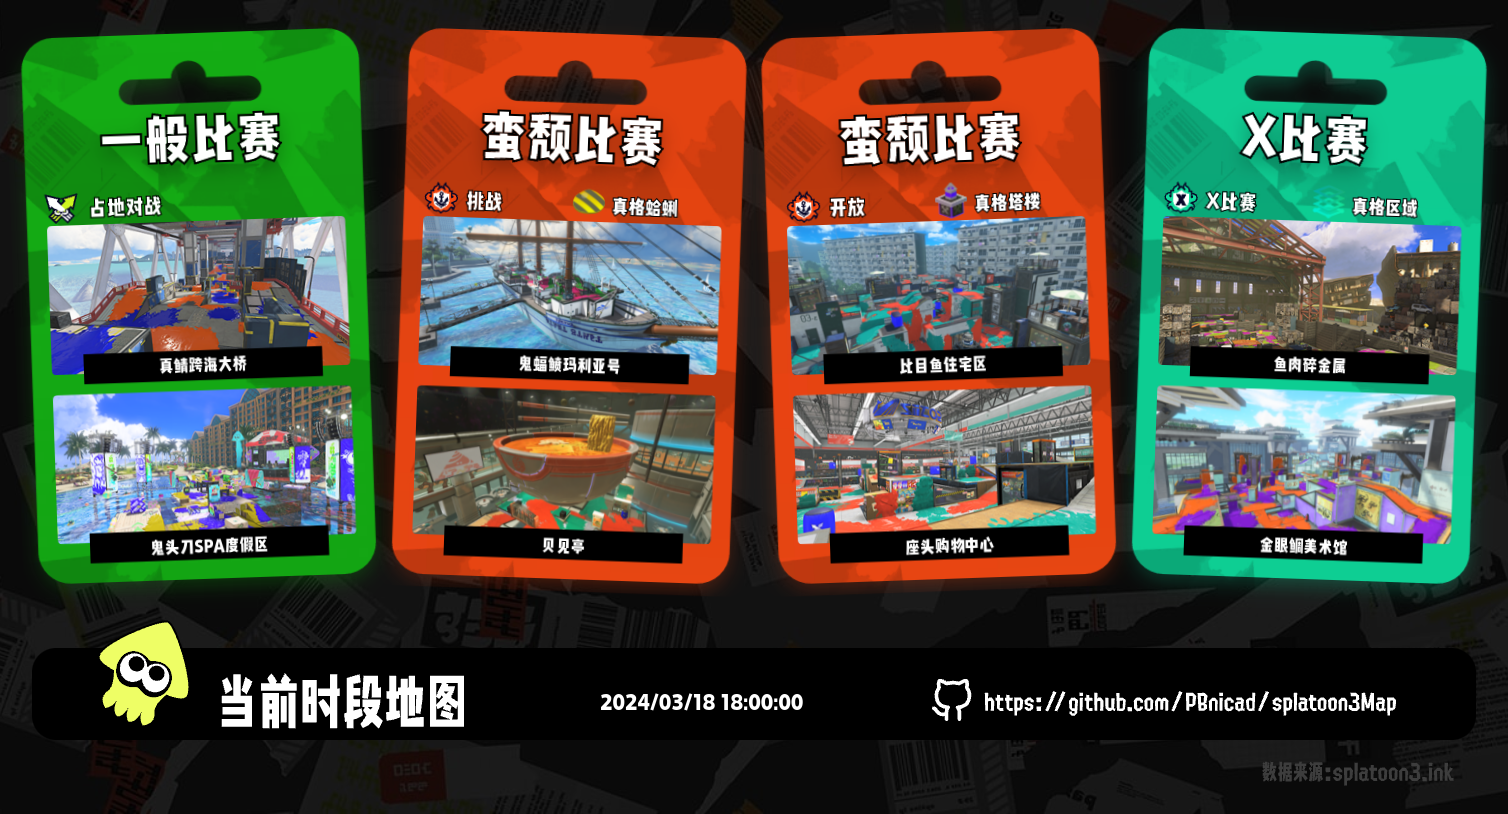 一般比赛
占地对战
真鲷跨海大桥
鬼头刀SPA度假区
蛮颓比赛
挑战
真格蛤蜊
鬼蝠鲼玛利亚号
贝见亭
蛮颓比赛
开放
真格塔楼
比目鱼住宅区
座头购物中心
X比赛
X比赛
真格区域
鱼肉碎金属
金眼鲷美术馆
当前时段地图
2024/03/18 18:00:00
https://github.com/PBnicad/splatoon3Map
数据来源:splatoon3.ink